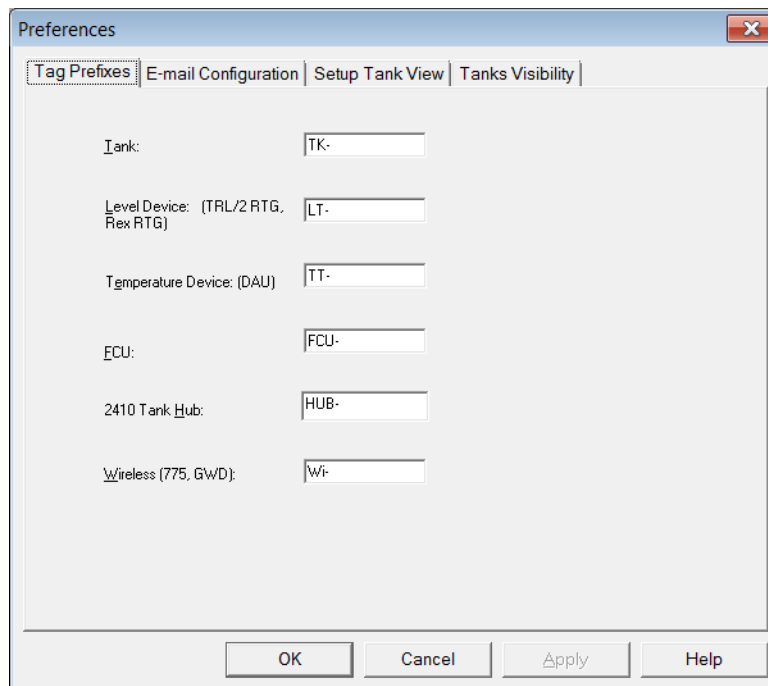 Preferences
Tag Prefixes E-mail Configuration Setup Tank View Tanks Visibility
Tank: TK-
Level Device: (TRL/2 RTG, LT-
Rex RTG)
Temperature Device: (DAU) TT-
FCU: FCU-
2410 Tank Hub: HUB-
Wireless (775, GWD): Wi-
OK Cancel Apply Help